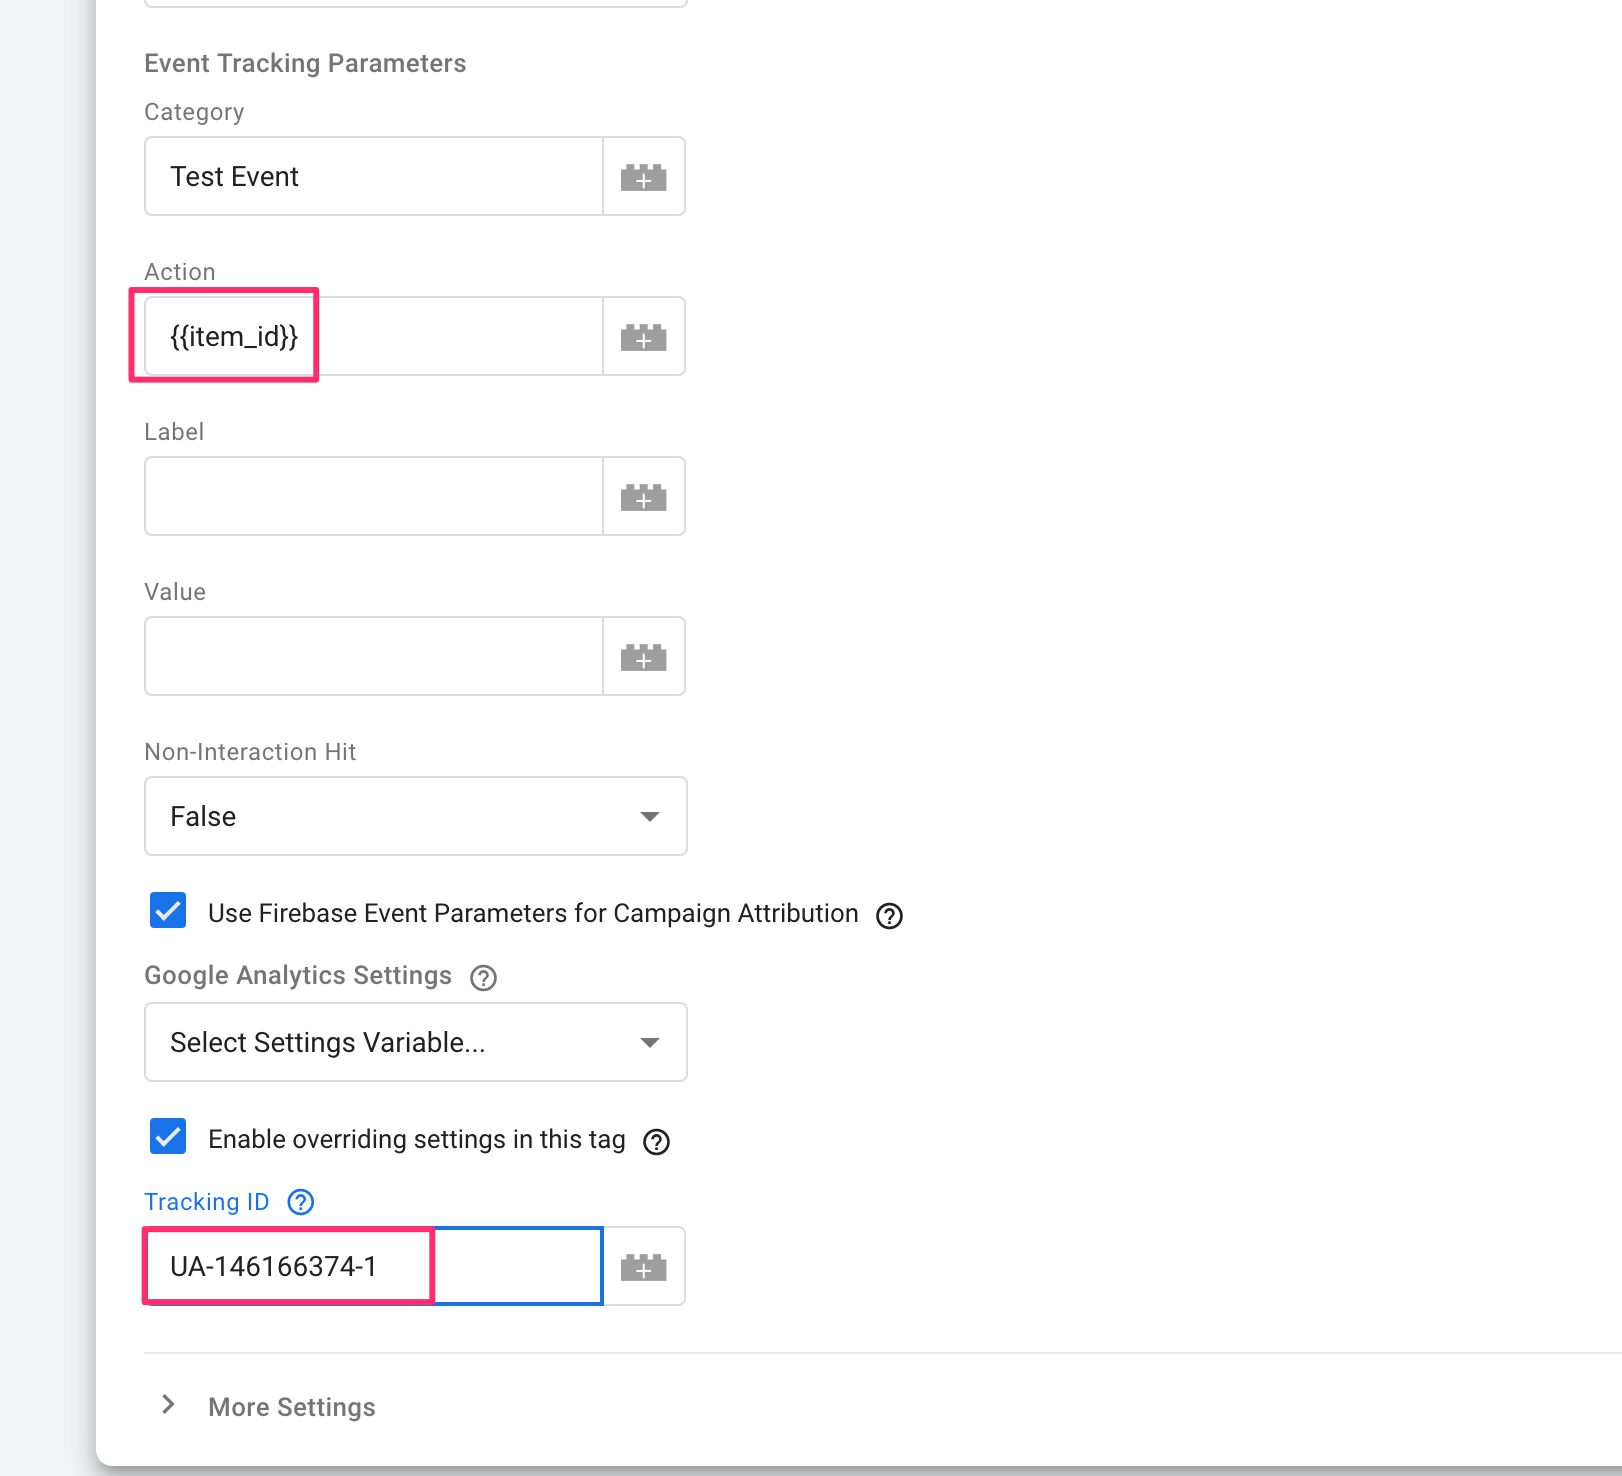 Event Tracking Parameters
Category
Test Event
Action
{{item_id}}
Label
Value
Non-Interaction Hit
False
Use Firebase Event Parameters for Campaign Attribution
Google Analytics Settings
Select Settings Variable...
Enable overriding settings in this tag
Tracking ID
UA-146166374-1
More Settings